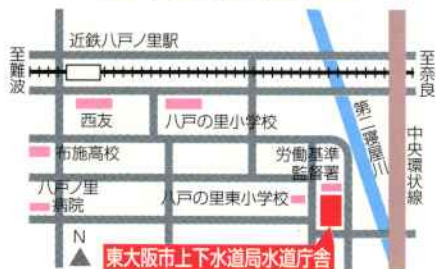 近鉄八戸ノ里駅
至難波
至奈良
西友
八戸の里小学校
第二寝屋川
中央環状線
布施高校
労働基準
監督署
八戸ノ里
病院
八戸の里東小学校
N
東大阪市上下水道局水道庁舎